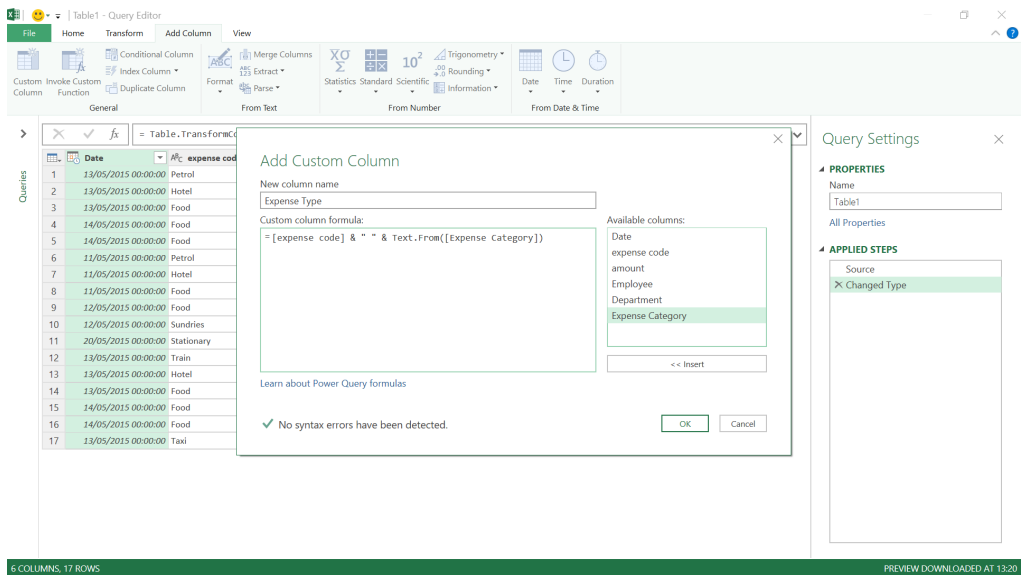 Table1 - Query Editor
File Home Transform Add Column View
Custom Column
Invoke Custom Function
Conditional Column
Index Column
Duplicate Column
General
Format
ABC
Merge Columns
ABC 123 Extract
abc Parse
From Text
XΟ Σ Statistics
Standard
10² Scientific
Trigonometry
.00 Rounding
Information
From Number
Date
Time
Duration
From Date & Time
Queries
fx = Table.TransformCo
Date ABC expense cod
1 13/05/2015 00:00:00 Petrol
2 13/05/2015 00:00:00 Hotel
3 13/05/2015 00:00:00 Food
4 14/05/2015 00:00:00 Food
5 14/05/2015 00:00:00 Food
6 11/05/2015 00:00:00 Petrol
7 11/05/2015 00:00:00 Hotel
8 11/05/2015 00:00:00 Food
9 12/05/2015 00:00:00 Food
10 12/05/2015 00:00:00 Sundries
11 20/05/2015 00:00:00 Stationary
12 13/05/2015 00:00:00 Train
13 13/05/2015 00:00:00 Hotel
14 13/05/2015 00:00:00 Food
15 14/05/2015 00:00:00 Food
16 14/05/2015 00:00:00 Food
17 13/05/2015 00:00:00 Taxi
Add Custom Column
New column name
Expense Type
Custom column formula:
=[expense code] & " " & Text.From([Expense Category])
Available columns:
Date
expense code
amount
Employee
Department
Expense Category
<< Insert
Learn about Power Query formulas
No syntax errors have been detected.
OK Cancel
Query Settings
PROPERTIES
Name
Table1
All Properties
APPLIED STEPS
Source
Changed Type
6 COLUMNS, 17 ROWS
PREVIEW DOWNLOADED AT 13:20